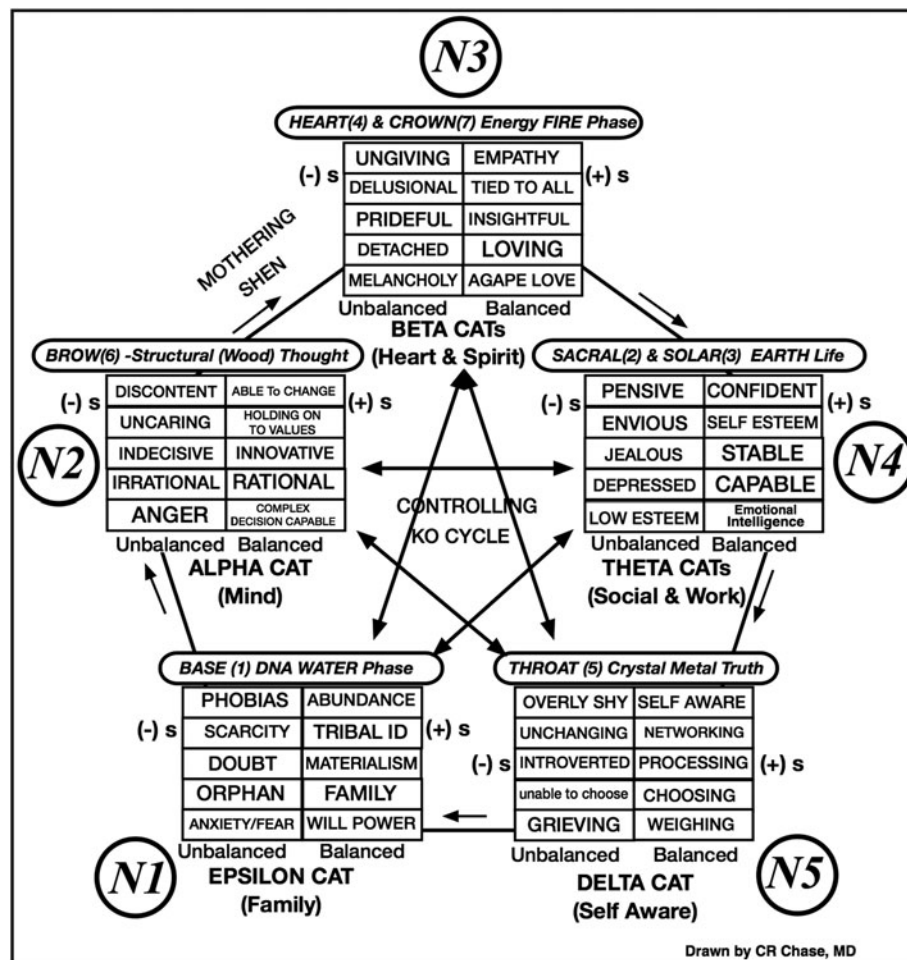 N3
HEART(4) & CROWN(7) Energy FIRE Phase
(-) s
UNGIVING EMPATHY
DELUSIONAL TIED TO ALL
PRIDEFUL INSIGHTFUL
DETACHED LOVING
MELANCHOLY AGAPE LOVE
(+) s
Unbalanced Balanced
BETA CATs
(Heart & Spirit)
MOTHERING
SHEN
BROW(6) -Structural (Wood) Thought
(-) s
DISCONTENT ABLE To CHANGE
UNCARING HOLDING ON
TO VALUES
INDECISIVE INNOVATIVE
IRRATIONAL RATIONAL
ANGER COMPLEX
DECISION CAPABLE
(+) s
Unbalanced Balanced
ALPHA CAT
(Mind)
N2
CONTROLLING
KO CYCLE
SACRAL(2) & SOLAR(3) EARTH Life
(-) s
PENSIVE CONFIDENT
ENVIOUS SELF ESTEEM
JEALOUS STABLE
DEPRESSED CAPABLE
LOW ESTEEM Emotional
Intelligence
(+) s
Unbalanced Balanced
THETA CATs
(Social & Work)
N4
BASE (1) DNA WATER Phase
(-) s
PHOBIAS ABUNDANCE
SCARCITY TRIBAL ID
DOUBT MATERIALISM
ORPHAN FAMILY
ANXIETY/FEAR WILL POWER
(+) s
Unbalanced Balanced
EPSILON CAT
(Family)
N1
THROAT (5) Crystal Metal Truth
(-) s
OVERLY SHY SELF AWARE
UNCHANGING NETWORKING
INTROVERTED PROCESSING
unable to choose CHOOSING
GRIEVING WEIGHING
(+) s
Unbalanced Balanced
DELTA CAT
(Self Aware)
N5
Drawn by CR Chase, MD